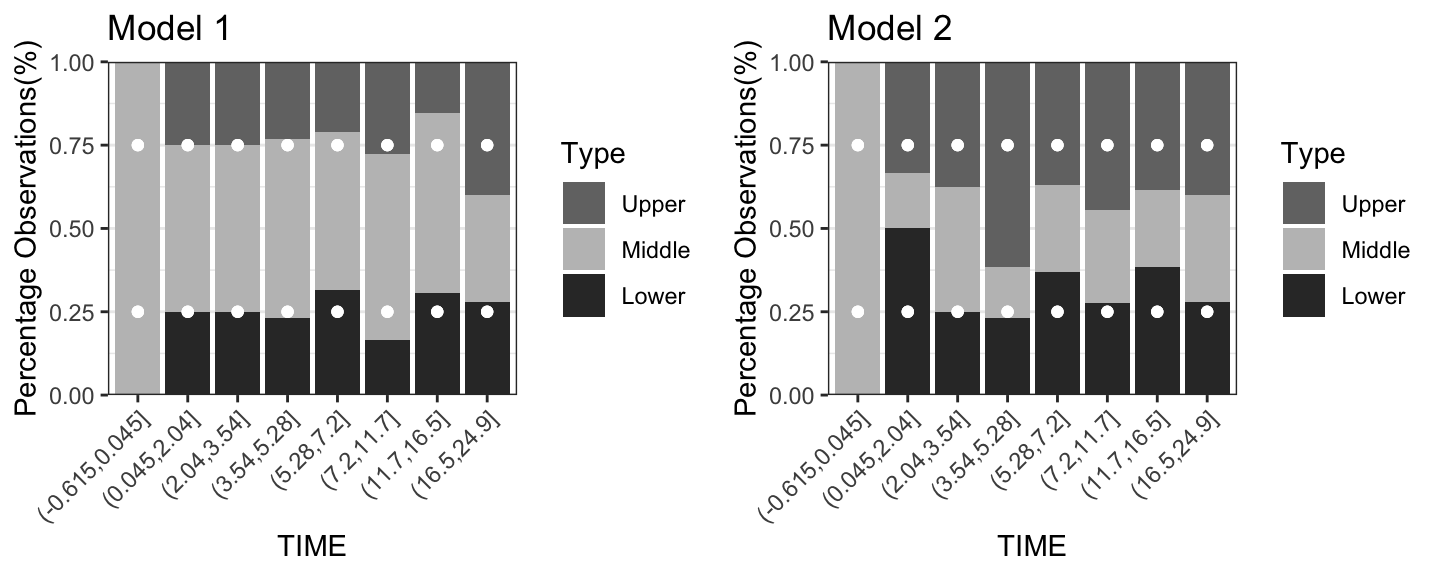 Model 1
Percentage Observations(%)
1.00
0.75
0.50
0.25
0.00
(-0.615,0.045]
(0.045,2.04]
(2.04,3.54]
(3.54,5.28]
(5.28,7.2]
(7.2,11.7]
(11.7,16.5]
(16.5,24.9]
TIME
Type
Upper
Middle
Lower
Model 2
Percentage Observations(%)
1.00
0.75
0.50
0.25
0.00
(-0.615,0.045]
(0.045,2.04]
(2.04,3.54]
(3.54,5.28]
(5.28,7.2]
(7.2,11.7]
(11.7,16.5]
(16.5,24.9]
TIME
Type
Upper
Middle
Lower